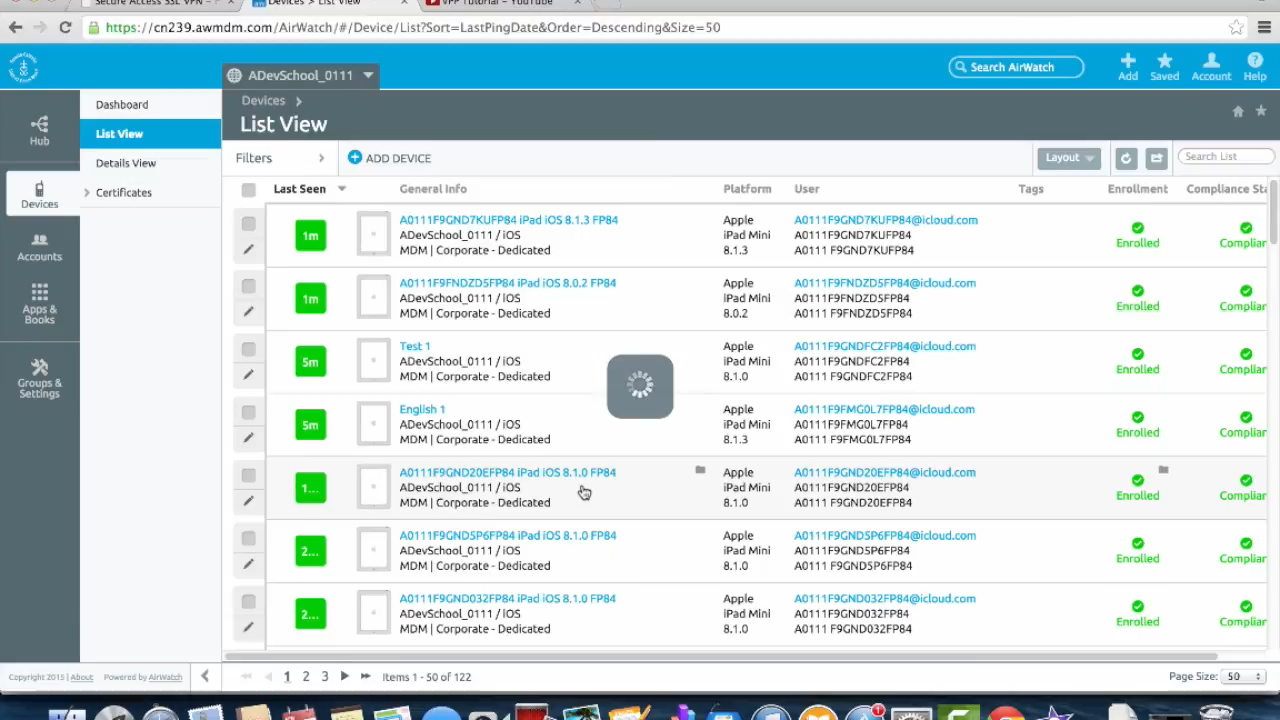 Secure Access SSL VPN - P
Devices > List View
VPP Tutorial - YouTube
https://cn239.awmdm.com/AirWatch/#/Device/List?Sort=LastPingDate&Order=Descending&Size=50
ADevSchool_0111
Search AirWatch
Add
Saved
Account
Help
Hub
Devices
Accounts
Apps &
Books
Groups &
Settings
Dashboard
List View
Details View
Certificates
Devices
List View
Filters
ADD DEVICE
Layout
Search List
Last Seen General Info Platform User Tags Enrollment Compliance Sta
1m A0111F9GND7KUFP84 iPad iOS 8.1.3 FP84 Apple A0111F9GND7KUFP84@icloud.com
ADevSchool_0111 / iOS iPad Mini A0111F9GND7KUFP84 Enrolled Complian
MDM | Corporate - Dedicated 8.1.3 A0111 F9GND7KUFP84
1m A0111F9FNDZD5FP84 iPad iOS 8.0.2 FP84 Apple A0111F9FNDZD5FP84@icloud.com
ADevSchool_0111 / iOS iPad Mini A0111F9FNDZD5FP84 Enrolled Complian
MDM | Corporate - Dedicated 8.0.2 A0111 F9FNDZD5FP84
5m Test 1 Apple A0111F9GNDFC2FP84@icloud.com
ADevSchool_0111 / iOS iPad Mini A0111F9GNDFC2FP84 Enrolled Complian
MDM | Corporate - Dedicated 8.1.0 A0111 F9GNDFC2FP84
5m English 1 Apple A0111F9FMG0L7FP84@icloud.com
ADevSchool_0111 / iOS iPad Mini A0111F9FMG0L7FP84 Enrolled Complian
MDM | Corporate - Dedicated 8.1.3 A0111 F9FMG0L7FP84
1... A0111F9GND20EFP84 iPad iOS 8.1.0 FP84 Apple A0111F9GND20EFP84@icloud.com
ADevSchool_0111 / iOS iPad Mini A0111F9GND20EFP84 Enrolled Complian
MDM | Corporate - Dedicated 8.1.0 A0111 F9GND20EFP84
2... A0111F9GND5P6FP84 iPad iOS 8.1.0 FP84 Apple A0111F9GND5P6FP84@icloud.com
ADevSchool_0111 / iOS iPad Mini A0111F9GND5P6FP84 Enrolled Complian
MDM | Corporate - Dedicated 8.1.0 A0111 F9GND5P6FP84
2... A0111F9GND032FP84 iPad iOS 8.1.0 FP84 Apple A0111F9GND032FP84@icloud.com
ADevSchool_0111 / iOS iPad Mini A0111F9GND032FP84 Enrolled Complian
MDM | Corporate - Dedicated 8.1.0 A0111 F9GND032FP84
Copyright 2015 | About Powered by AirWatch
1 2 3 Items 1 - 50 of 122 Page Size: 50